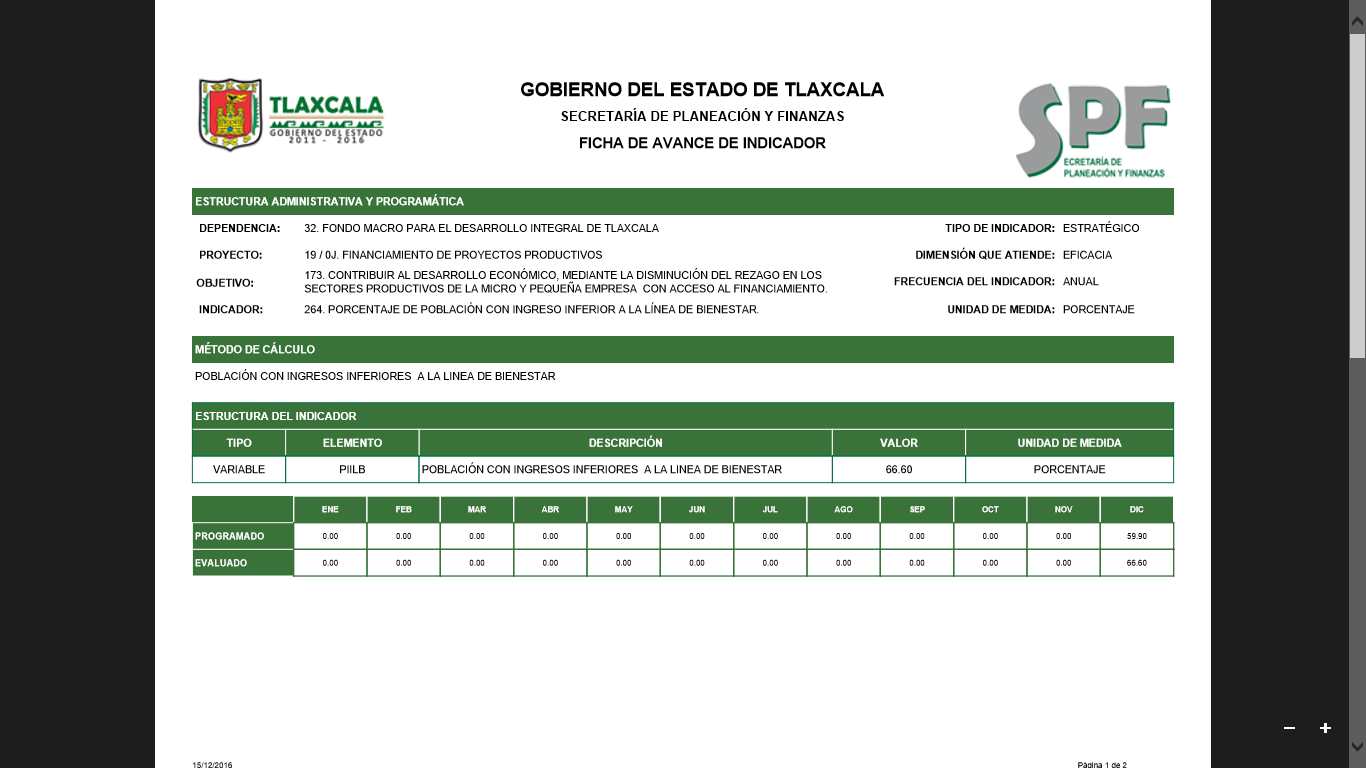 TLAXCALA
GOBIERNO DEL ESTADO
2011 - 2016
GOBIERNO DEL ESTADO DE TLAXCALA
SECRETARÍA DE PLANEACIÓN Y FINANZAS
FICHA DE AVANCE DE INDICADOR
SPF
ECRETARÍA DE
PLANEACIÓN Y FINANZAS
ESTRUCTURA ADMINISTRATIVA Y PROGRAMÁTICA
DEPENDENCIA: 32. FONDO MACRO PARA EL DESARROLLO INTEGRAL DE TLAXCALA TIPO DE INDICADOR: ESTRATÉGICO
PROYECTO: 19 / 0J. FINANCIAMIENTO DE PROYECTOS PRODUCTIVOS DIMENSIÓN QUE ATIENDE: EFICACIA
OBJETIVO: 173. CONTRIBUIR AL DESARROLLO ECONÓMICO, MEDIANTE LA DISMINUCIÓN DEL REZAGO EN LOS
SECTORES PRODUCTIVOS DE LA MICRO Y PEQUEÑA EMPRESA CON ACCESO AL FINANCIAMIENTO. FRECUENCIA DEL INDICADOR: ANUAL
INDICADOR: 264. PORCENTAJE DE POBLACIÓN CON INGRESO INFERIOR A LA LÍNEA DE BIENESTAR. UNIDAD DE MEDIDA: PORCENTAJE
MÉTODO DE CÁLCULO
POBLACIÓN CON INGRESOS INFERIORES A LA LINEA DE BIENESTAR
ESTRUCTURA DEL INDICADOR
TIPO ELEMENTO DESCRIPCIÓN VALOR UNIDAD DE MEDIDA
VARIABLE PIILB POBLACIÓN CON INGRESOS INFERIORES A LA LINEA DE BIENESTAR 66.60 PORCENTAJE
ENE FEB MAR ABR MAY JUN JUL AGO SEP OCT NOV DIC
PROGRAMADO 0.00 0.00 0.00 0.00 0.00 0.00 0.00 0.00 0.00 0.00 0.00 59.90
EVALUADO 0.00 0.00 0.00 0.00 0.00 0.00 0.00 0.00 0.00 0.00 0.00 66.60
15/12/2016 Página 1 de 2